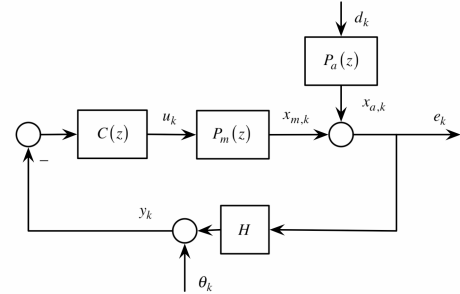 d_k
P_a(z)
x_{a,k}
C(z)
u_k
P_m(z)
x_{m,k}
e_k
−
y_k
H
θ_k